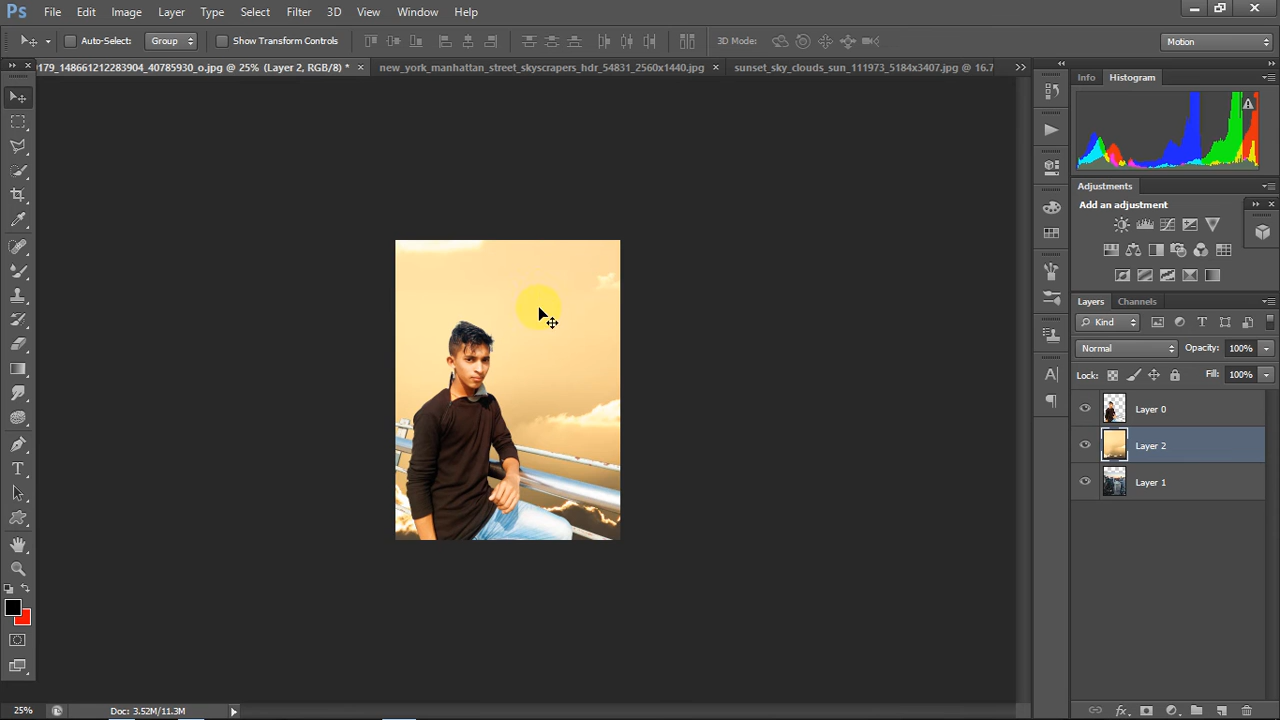 Ps File Edit Image Layer Type Select Filter 3D View Window Help
Auto-Select: Group Show Transform Controls 3D Mode: Motion
179_148661212283904_40785930_o.jpg @ 25% (Layer 2, RGB/8) * × new_york_manhattan_street_skyscrapers_hdr_54831_2560x1440.jpg × sunset_sky_clouds_sun_111973_5184x3407.jpg @ 16.7
Info Histogram
Adjustments
Add an adjustment
Layers Channels
Kind
Normal Opacity: 100%
Lock: Fill: 100%
Layer 0
Layer 2
Layer 1
25% Doc: 3.52M/11.3M